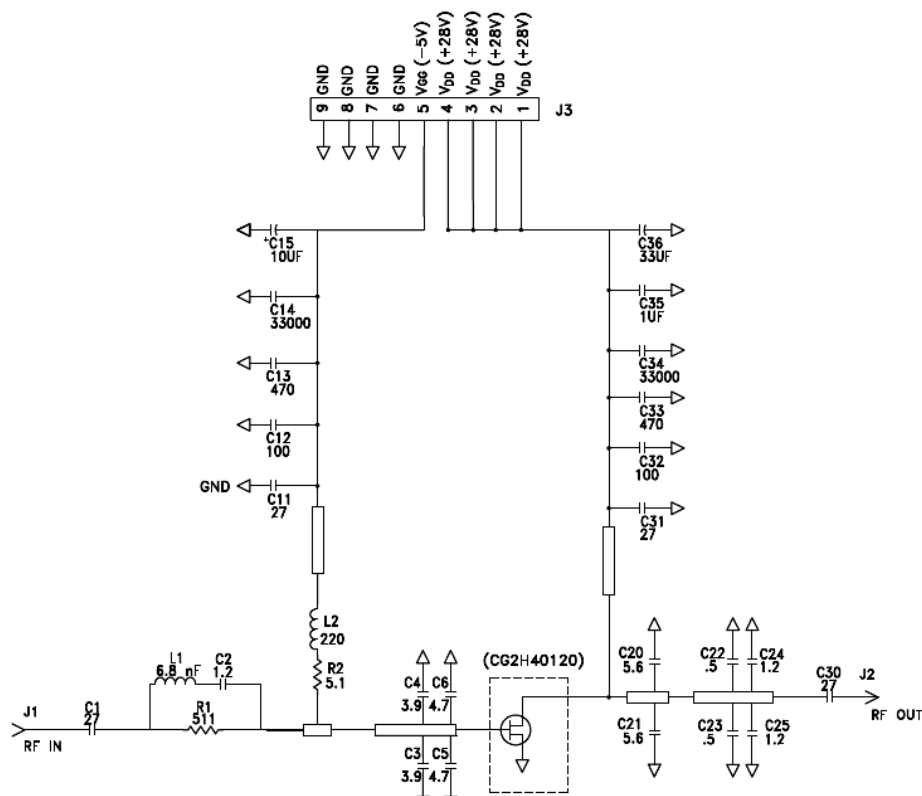 GND
GND
GND
GND
VGG (-5V)
VDD (+28V)
VDD (+28V)
VDD (+28V)
VDD (+28V)
9 8 7 6 5 4 3 2 1
J3
+C15
10UF
C36
33UF
C14
33000
C35
1UF
C13
470
C34
33000
C33
470
C12
100
C32
100
GND
C11
27
C31
27
L2
220
R2
5.1
(CG2H40120)
L1
6.8 nF
C2
1.2
C4
3.9
C6
4.7
C20
5.6
C22
.5
C24
1.2
C30
27
J1
RF IN
C1
27
R1
511
J2
RF OUT
C3
3.9
C5
4.7
C21
5.6
C23
.5
C25
1.2